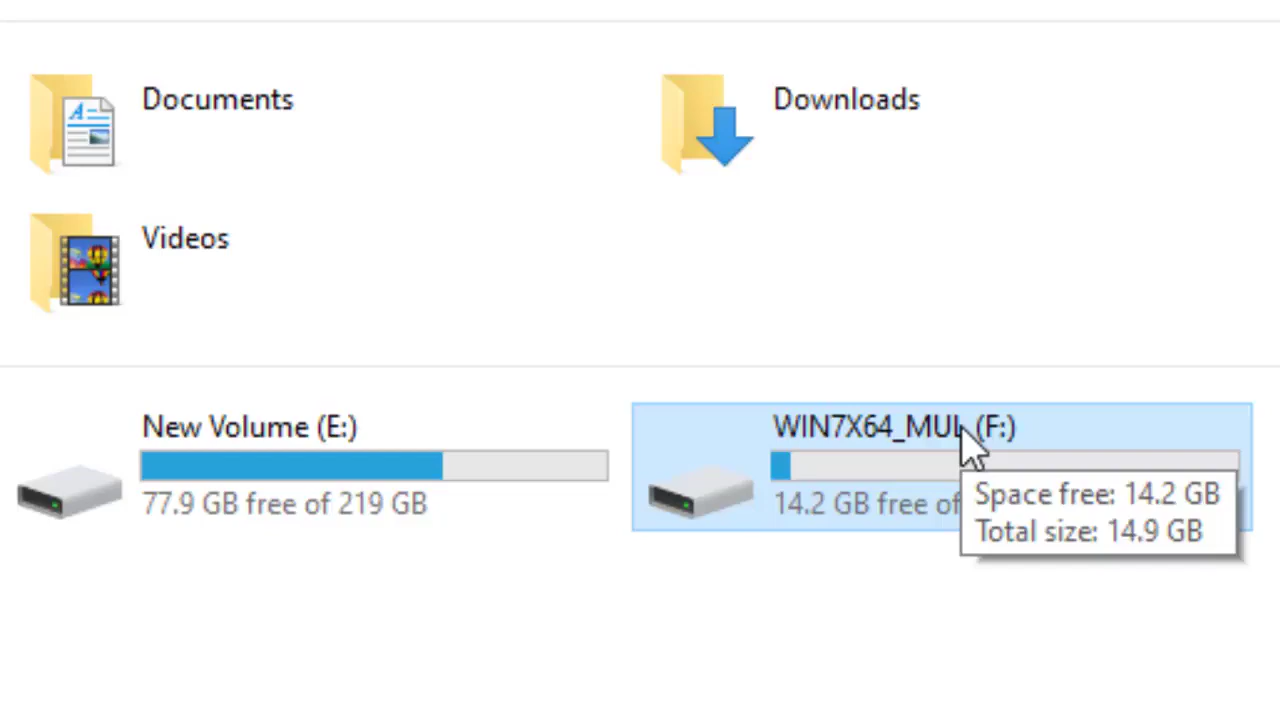 Documents
Downloads
Videos
New Volume (E:)
77.9 GB free of 219 GB
WIN7X64_MUL (F:)
14.2 GB free of
Space free: 14.2 GB
Total size: 14.9 GB